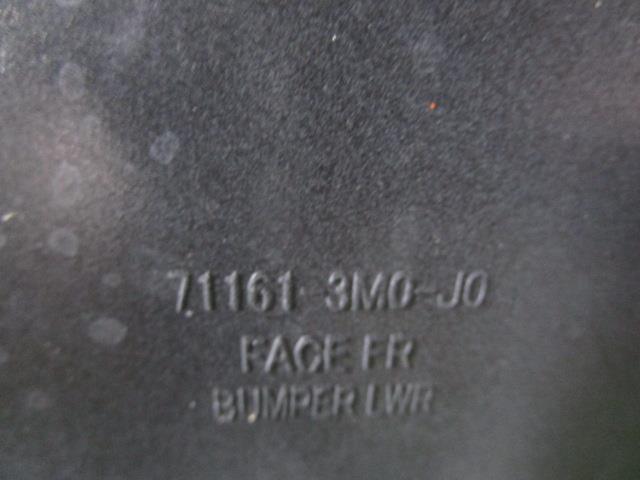 71161 3M0-J0
FACE FR
BUMPER LWR